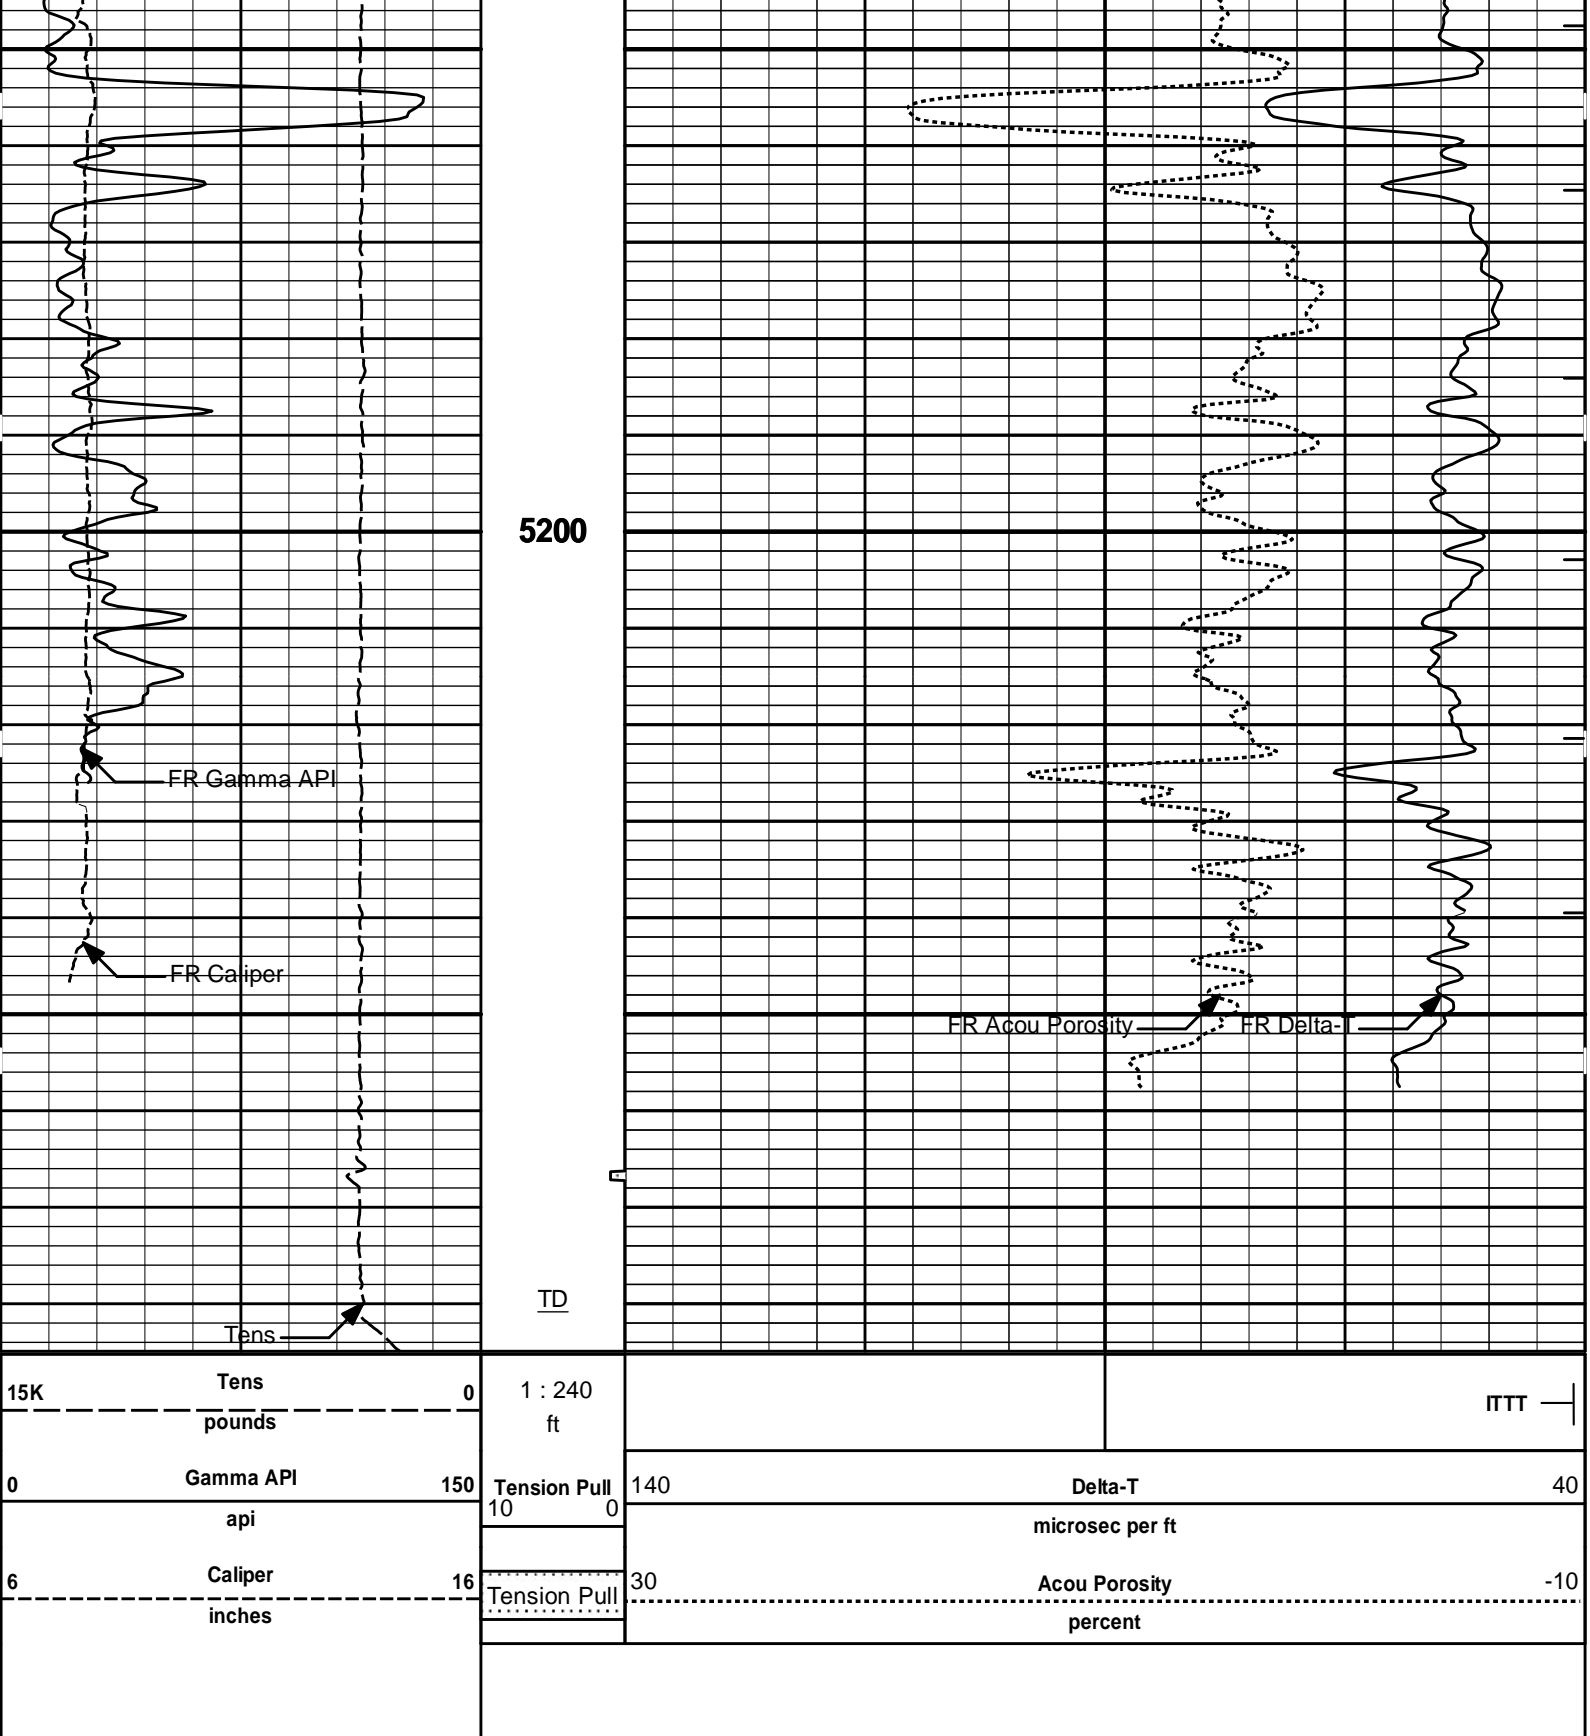 5200
FR Gamma API
FR Caliper
FR Acou Porosity
FR Delta-T
TD
Tens
15K Tens 0
pounds
1 : 240
ft
ITTT
0 Gamma API 150
api
Tension Pull
10 0
140 Delta-T 40
microsec per ft
6 Caliper 16
inches
Tension Pull
30 Acou Porosity -10
percent